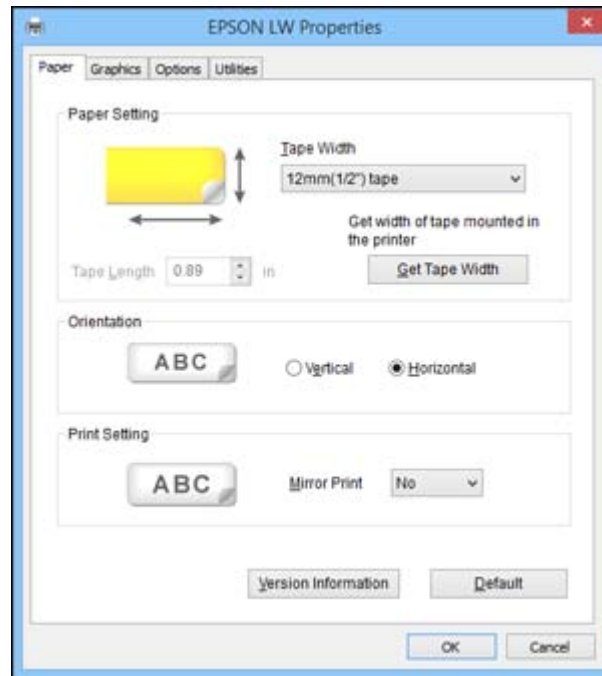 EPSON LW Properties
Paper Graphics Options Utilities
Paper Setting
Tape Width
12mm(1/2") tape
Get width of tape mounted in
the printer
Tape Length 0.89 in
Get Tape Width
Orientation
ABC
Vertical Horizontal
Print Setting
ABC
Mirror Print No
Version Information Default
OK Cancel